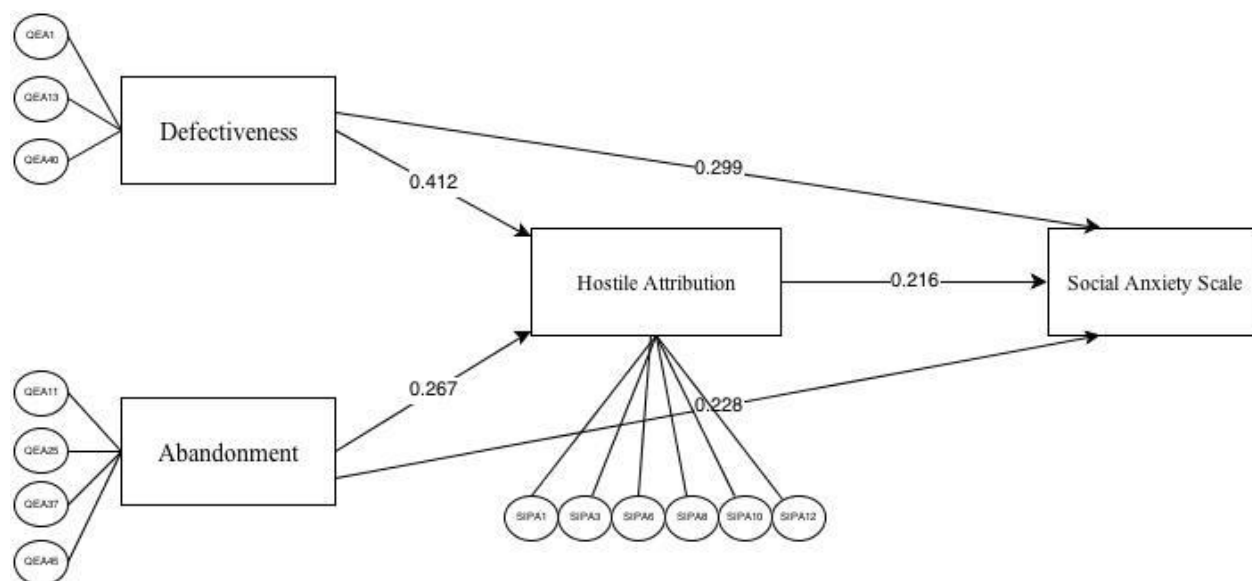 QEA1
QEA13
QEA40
Defectiveness
0.299
0.412
Hostile Attribution
0.216
Social Anxiety Scale
QEA11
QEA25
QEA37
QEA46
Abandonment
0.267
0.228
SIPA1
SIPA3
SIPA6
SIPA8
SIPA10
SIPA12